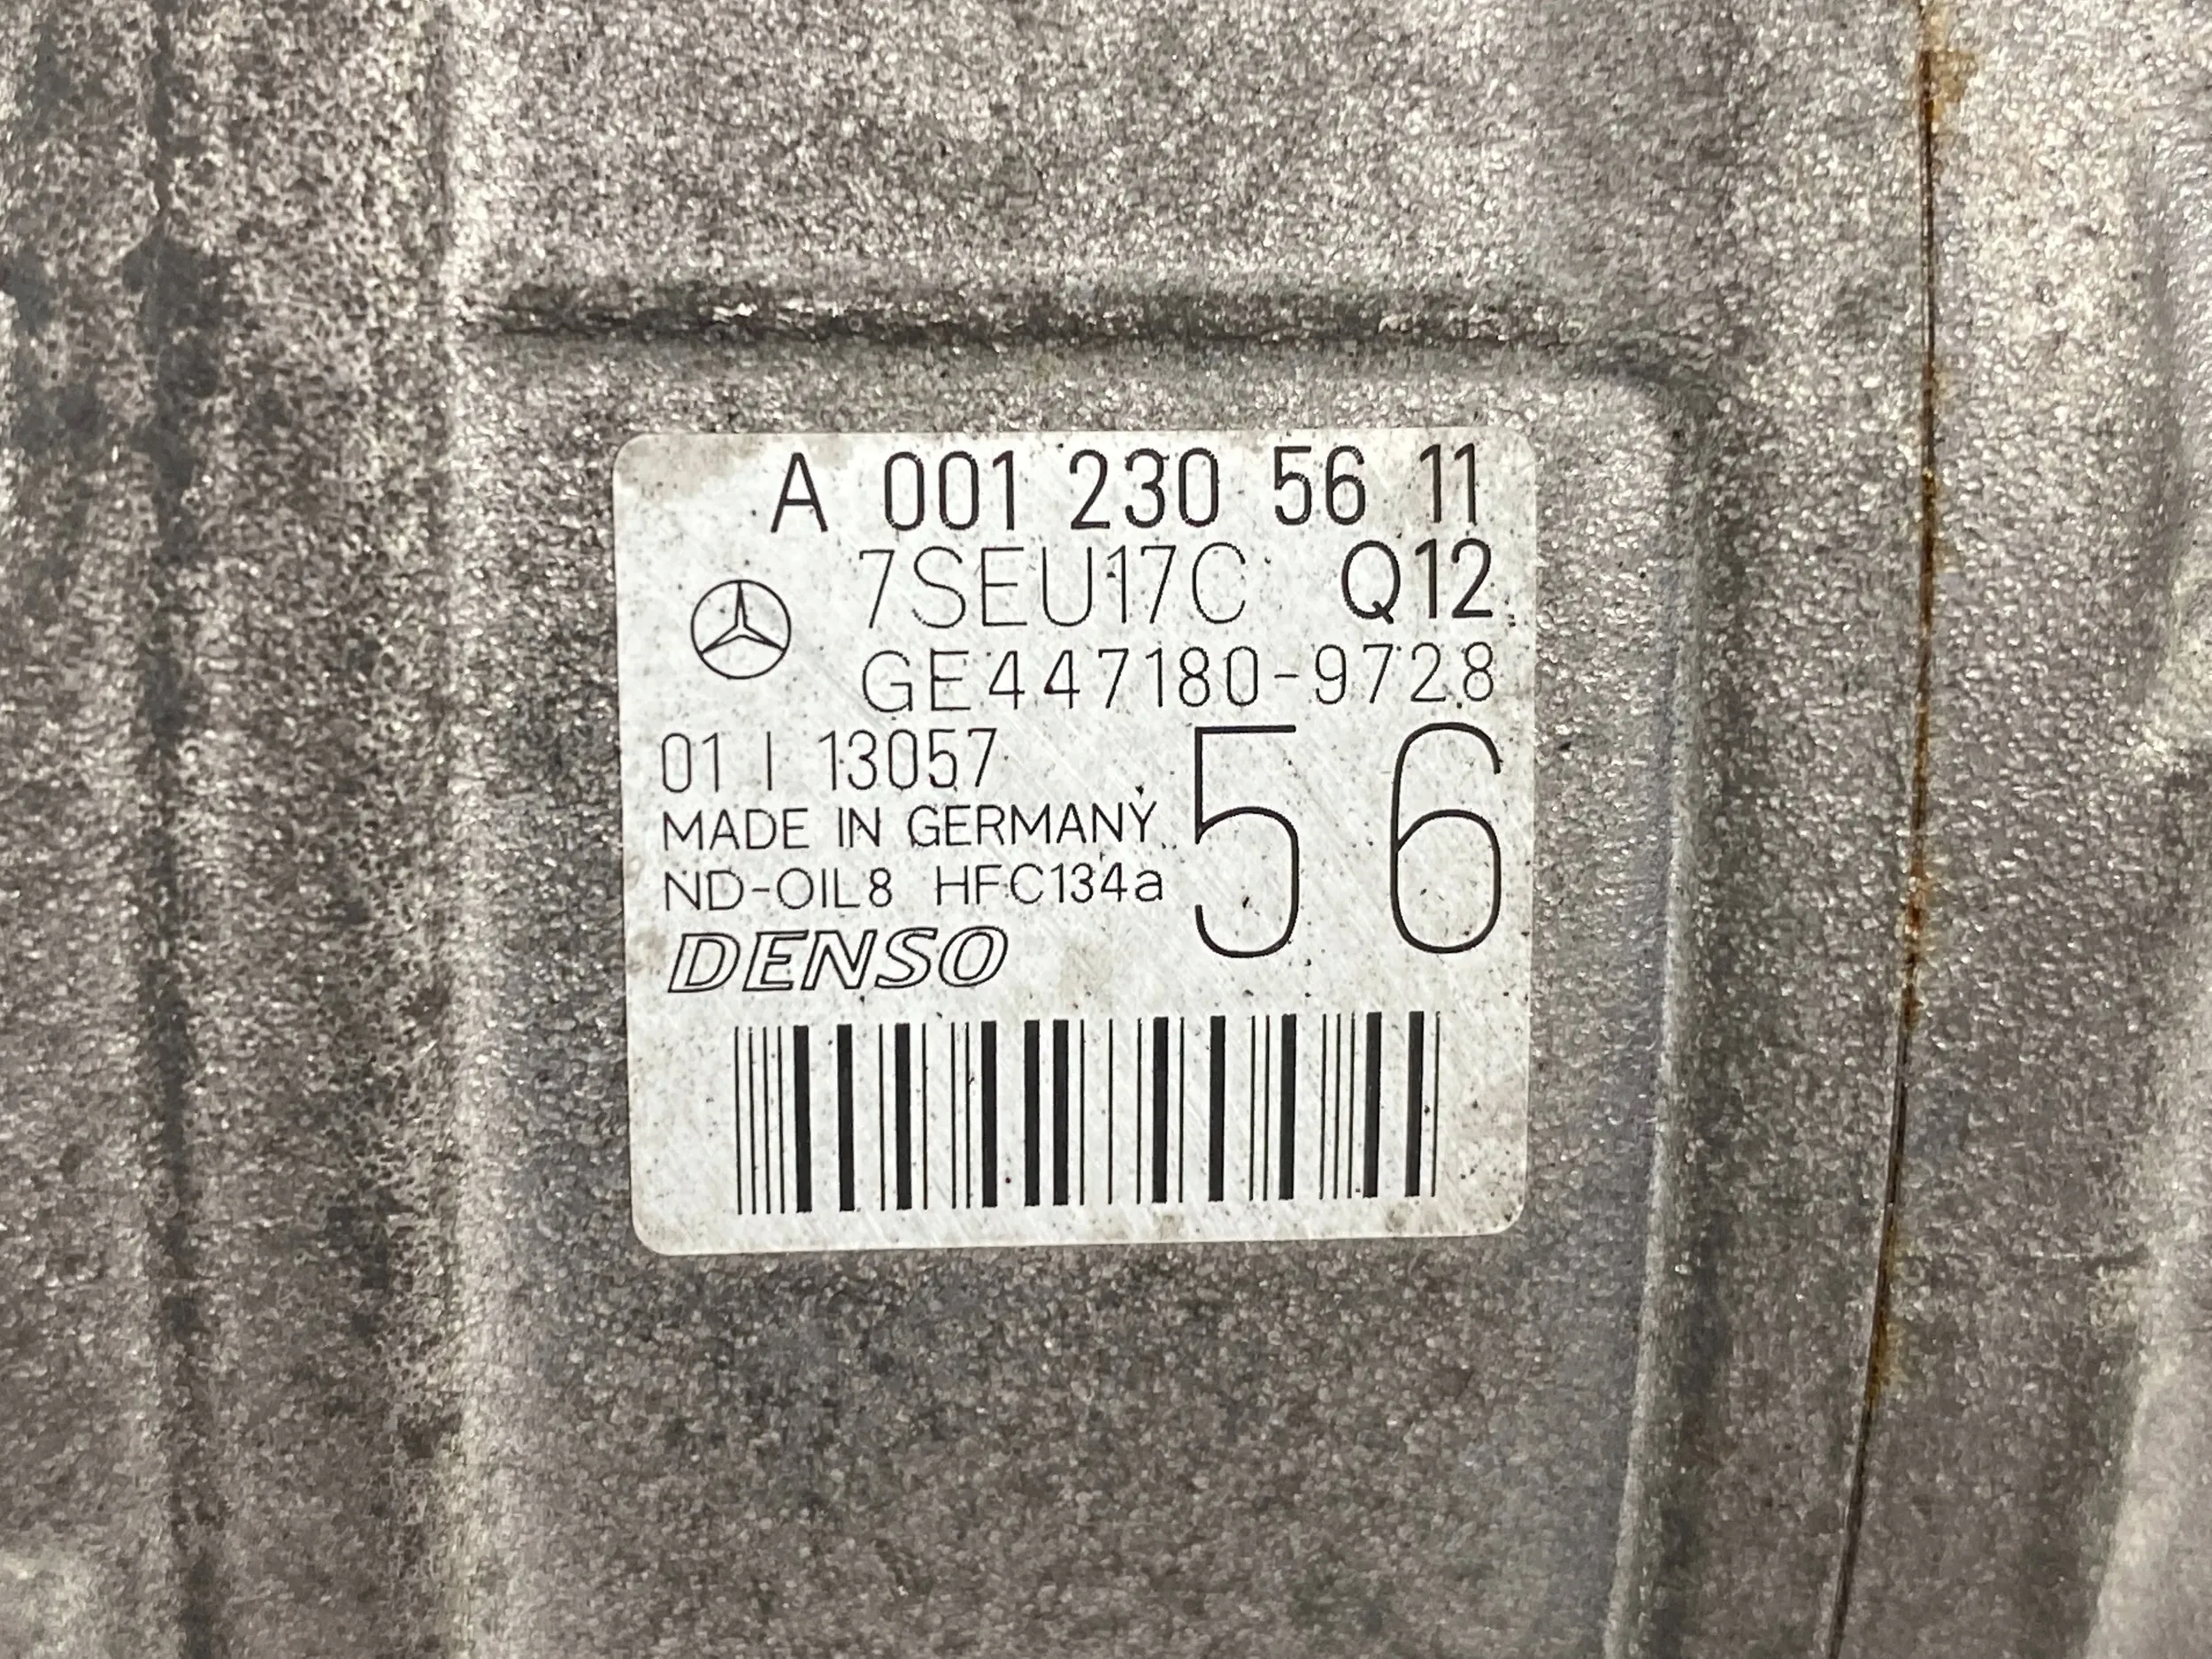 A 001 230 56 11
7SEU17C Q12
GE447180-9728
01 I 13057
56
MADE IN GERMANY
ND-OIL8 HFC134a
DENSO